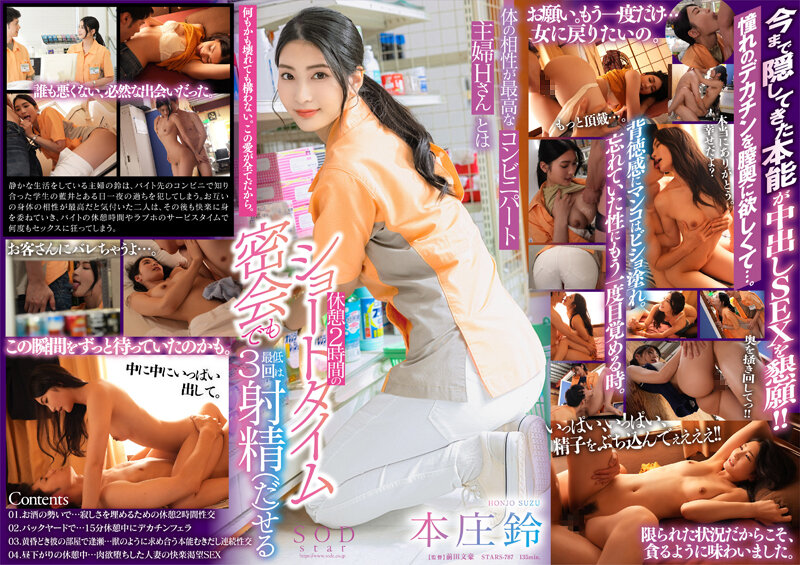 誰も悪くない、必然な出会いだった。
静かな生活をしている主婦の鈴は、バイト先のコンビニで知り
合った学生の藍井とある日一夜の過ちを犯してしまう。お互い
の身体の相性が最高だと気付いた二人は、その後も快楽に身
を委ねていき、バイトの休憩時間やラブホのサービスタイムで
何度もセックスに狂ってしまう。
お客さんにバレちゃうよ…。
この瞬間をずっと待っていたのかも。
中に中にいっぱい
出して。
Contents
01.お酒の勢いで…寂しさを埋めるための休憩2時間性交
02.バックヤードで…15分休憩中にデカチンフェラ
03.黄昏どき彼の部屋で逢瀬…獣のように求め合う本能むきだし連続性交
04.昼下がりの休憩中…肉欲堕ちした人妻の快楽渇望SEX
何もかも壊れても構わない。この愛が全てだから。
体の相性が最高なコンビニパート
主婦Hさんとは
休憩2時間の
ショートタイム
密会でも
最低3回は
射精だせる
HONJO SUZU
本庄鈴
SOD
star
【監督】前田文豪 STARS-787 135min.
お願い。もう一度だけ…
女に戻りたいの。
もっと頂戴…
本当にありがとう。
幸せだよ？
背徳感にマンコはビショ塗れ。
忘れていた性にもう一度目覚める時。
今まで隠してきた本能が中出しSEXを懇願!!
憧れのデカチンを膣奥に欲しくて…。
奥を掻き回してっ!!
いっぱい、いっぱい、
精子をぶち込んでぇえええ!!
限られた状況だからこそ、
貪るように味わいました。